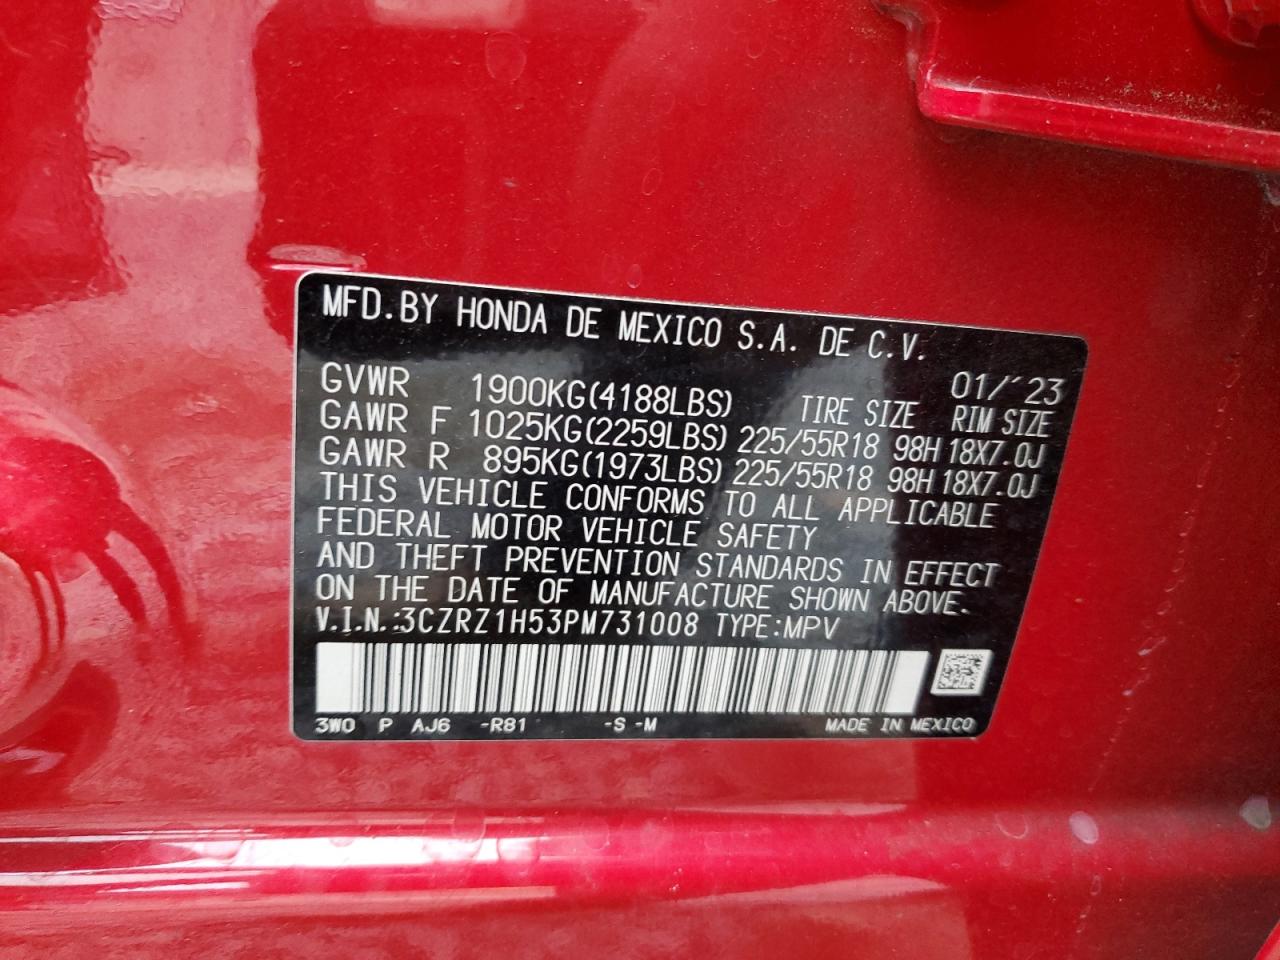 MFD.BY HONDA DE MEXICO S.A. DE C.V.
01/'23
GVWR 1900KG(4188LBS) TIRE SIZE RIM SIZE
GAWR F 1025KG(2259LBS) 225/55R18 98H 18X7.0J
GAWR R 895KG(1973LBS) 225/55R18 98H 18X7.0J
THIS VEHICLE CONFORMS TO ALL APPLICABLE
FEDERAL MOTOR VEHICLE SAFETY
AND THEFT PREVENTION STANDARDS IN EFFECT
ON THE DATE OF MANUFACTURE SHOWN ABOVE.
V.I.N.:3CZRZ1H53PM731008 TYPE:MPV
3W0 P AJ6 -R81 -S -M MADE IN MEXICO